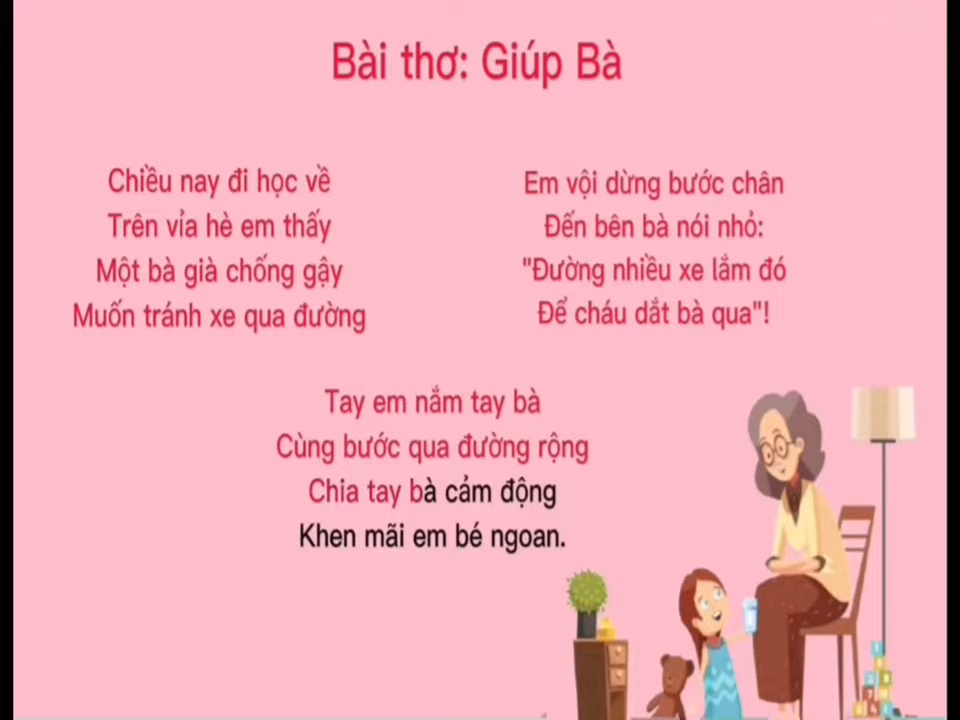 Bài thơ: Giúp Bà
Chiều nay đi học về
Trên vỉa hè em thấy
Một bà già chống gậy
Muốn tránh xe qua đường
Em vội dừng bước chân
Đến bên bà nói nhỏ:
"Đường nhiều xe lắm đó
Để cháu dắt bà qua"!
Tay em nắm tay bà
Cùng bước qua đường rộng
Chia tay bà cảm động
Khen mãi em bé ngoan.